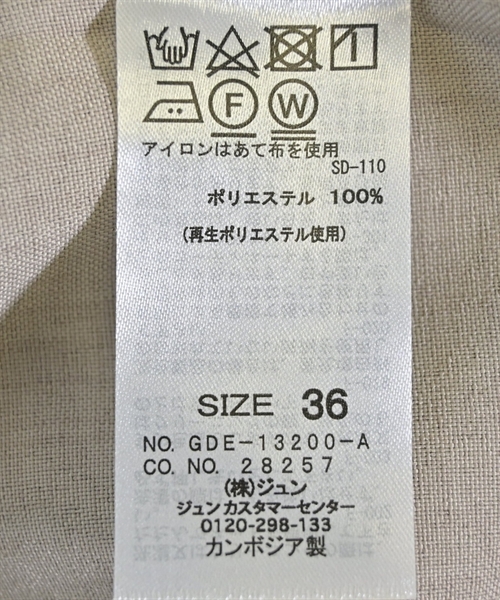 F W
アイロンはあて布を使用
SD-110
ポリエステル 100%
(再生ポリエステル使用)
SIZE 36
NO. GDE-13200-A
CO. NO. 28257
(株)ジュン
ジュン カスタマーセンター
0120-298-133
カンボジア製